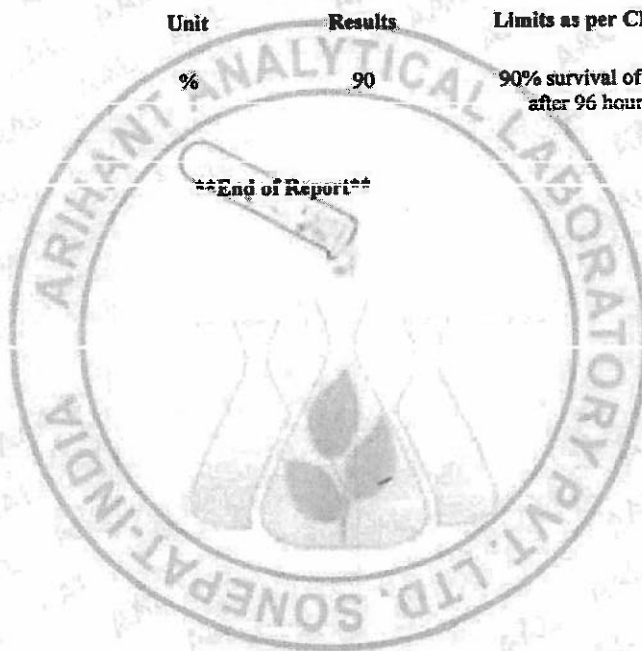 Unit Results Limits as per
% 90 90% survival of
after 96 hour
**End of Report**
ARIHANT ANALYTICAL LABORATORY PVT. LTD. SONEPAT-INDIA